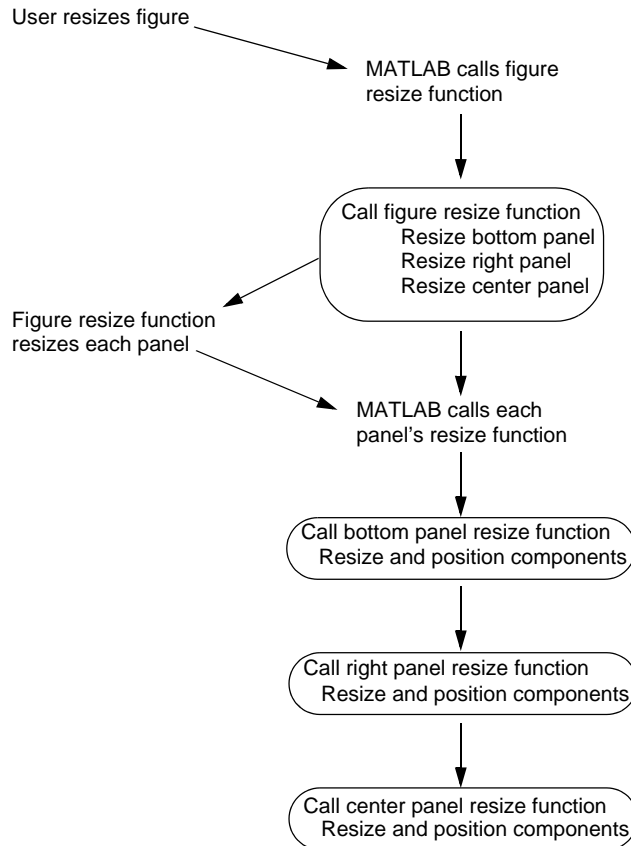 User resizes figure
MATLAB calls figure
resize function
Call figure resize function
Resize bottom panel
Resize right panel
Resize center panel
Figure resize function
resizes each panel
MATLAB calls each
panel's resize function
Call bottom panel resize function
Resize and position components
Call right panel resize function
Resize and position components
Call center panel resize function
Resize and position components